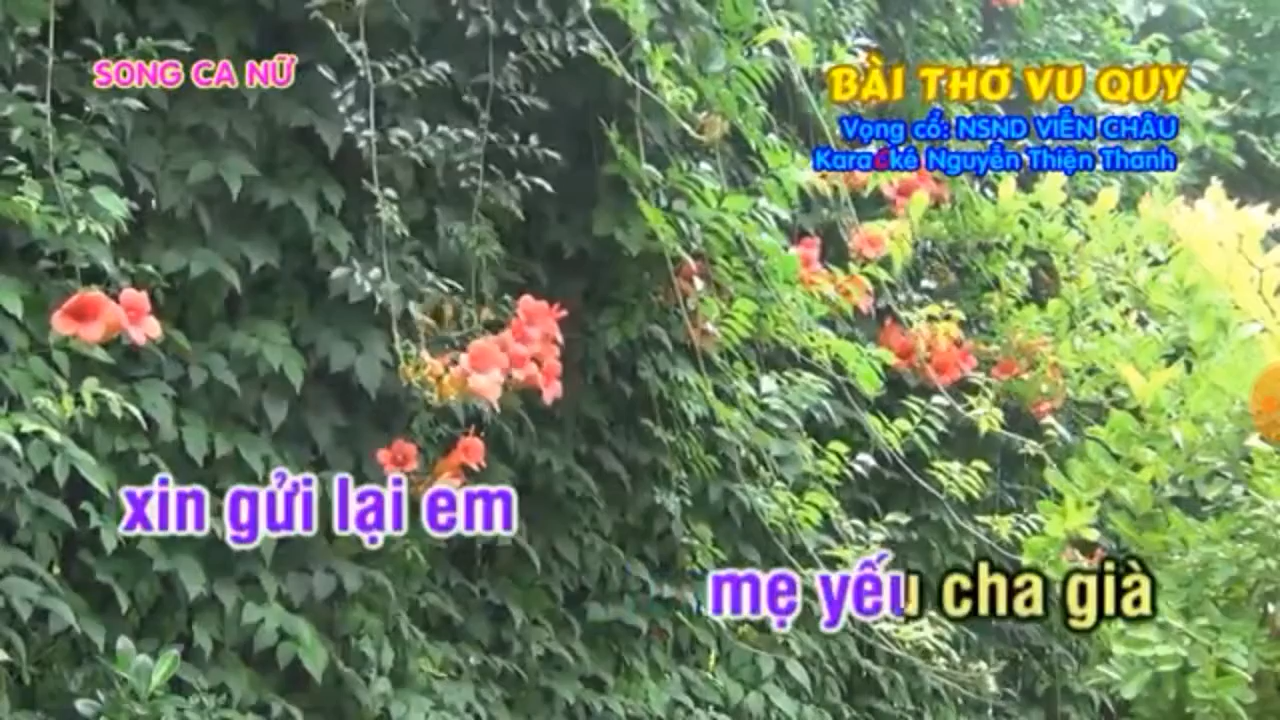 SONG CA NỮ
BÀI THƠ VU QUY
Vọng cổ: NSND VIỄN CHÂU
Karaoké Nguyễn Thiện Thanh
xin gửi lại em
mẹ yếu cha già